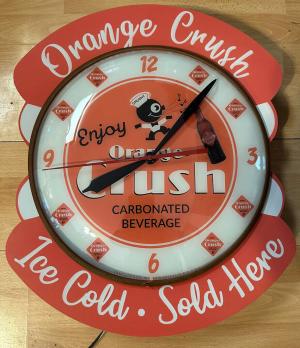 Orange Crush
12
Enjoy
Orange
Crush
9
3
CARBONATED
BEVERAGE
6
Ice Cold • Sold Here